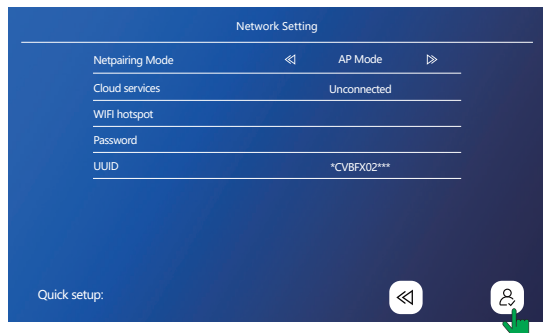 Network Setting
Netpairing Mode AP Mode
Cloud services Unconnected
WIFI hotspot
Password
UUID *CVBFX02***
Quick setup: